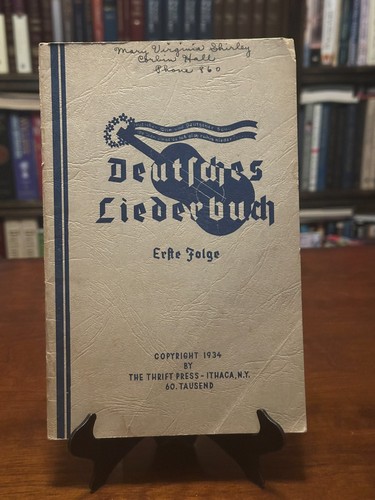 Mary Virginia Shirley
Corbin Hall
Phone 860
Deutſches
Liederbuch
Erſte Folge
COPYRIGHT 1934
BY
THE THRIFT PRESS - ITHACA, N.Y.
60. TAUSEND